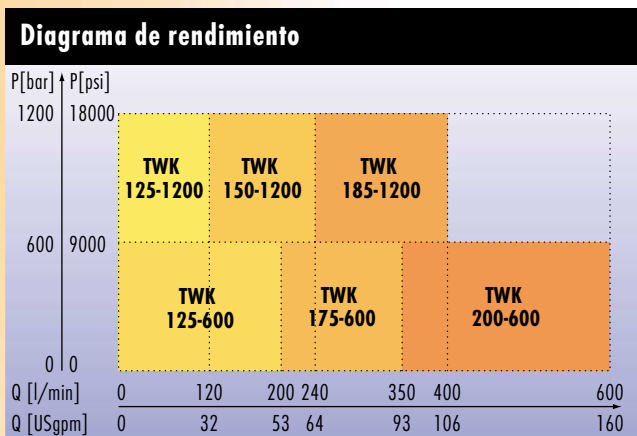 Diagrama de rendimiento
P[bar] P[psi]
1200 18000
TWK
125-1200
TWK
150-1200
TWK
185-1200
600 9000
TWK
125-600
TWK
175-600
TWK
200-600
0 0
Q [l/min] 0 120 200 240 350 400 600
Q [USgpm] 0 32 53 64 93 106 160